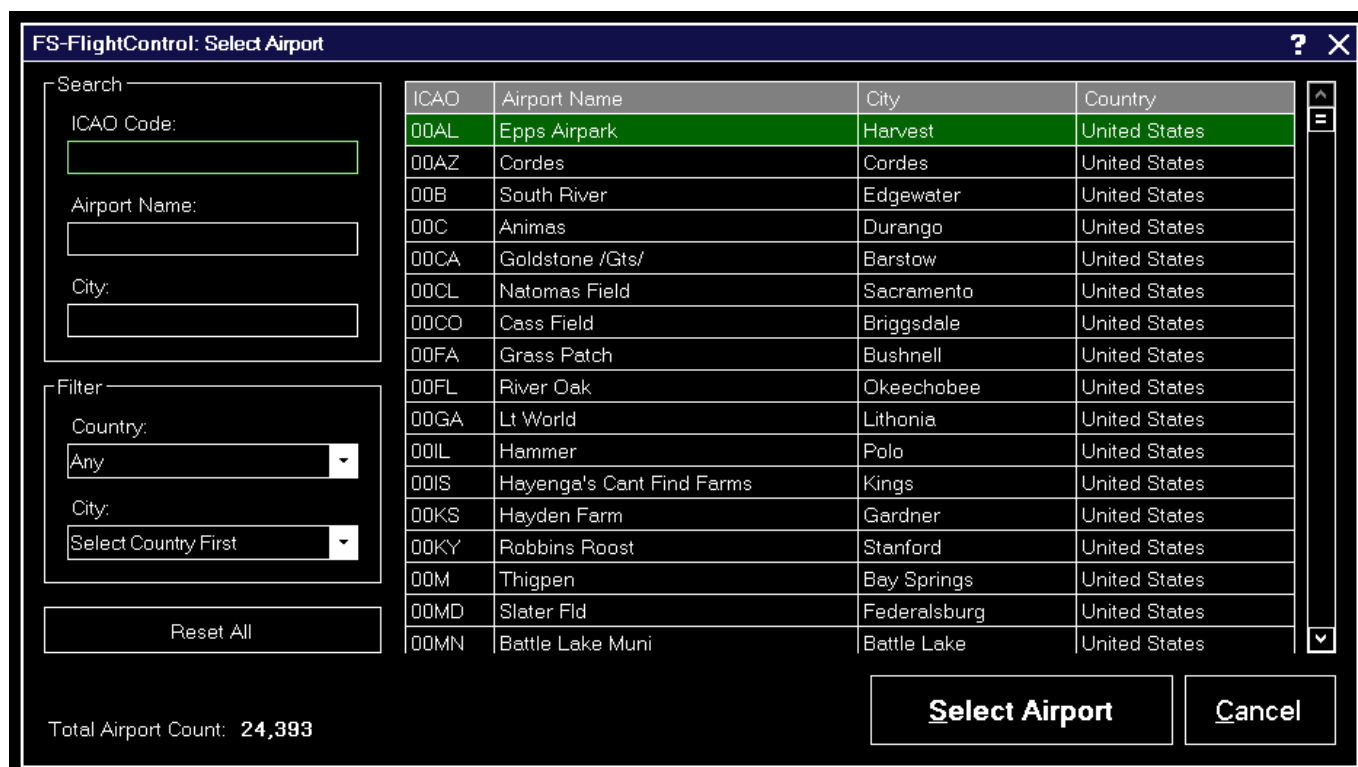 FS-FlightControl: Select Airport ? X
Search
ICAO Code:
Airport Name:
City:
Filter
Country:
Any
City:
Select Country First
Reset All
Total Airport Count: 24,393
ICAO Airport Name City Country
00AL Epps Airpark Harvest United States
00AZ Cordes Cordes United States
00B South River Edgewater United States
00C Animas Durango United States
00CA Goldstone /Gts/ Barstow United States
00CL Natomas Field Sacramento United States
00CO Cass Field Briggsdale United States
00FA Grass Patch Bushnell United States
00FL River Oak Okeechobee United States
00GA Lt World Lithonia United States
00IL Hammer Polo United States
00IS Hayenga's Cant Find Farms Kings United States
00KS Hayden Farm Gardner United States
00KY Robbins Roost Stanford United States
00M Thigpen Bay Springs United States
00MD Slater Fld Federalsburg United States
00MN Battle Lake Muni Battle Lake United States
Select Airport Cancel